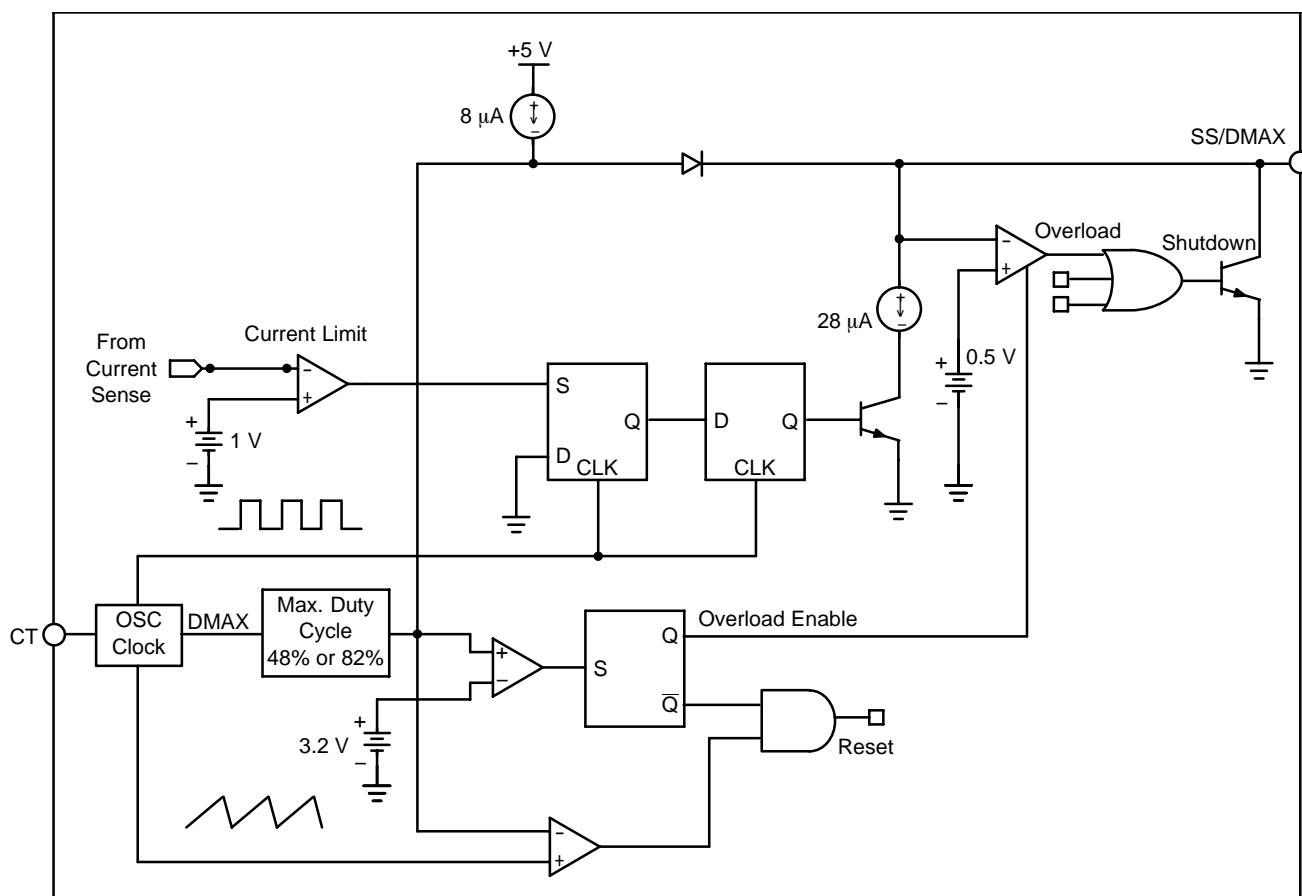 +5 V
8 μA
SS/DMAX
Overload
Shutdown
28 μA
0.5 V
From
Current
Sense
Current Limit
1 V
S
Q
D
CLK
D
Q
CLK
CT
OSC
Clock
DMAX
Max. Duty
Cycle
48% or 82%
3.2 V
S
Q
Q̅
Overload Enable
Reset